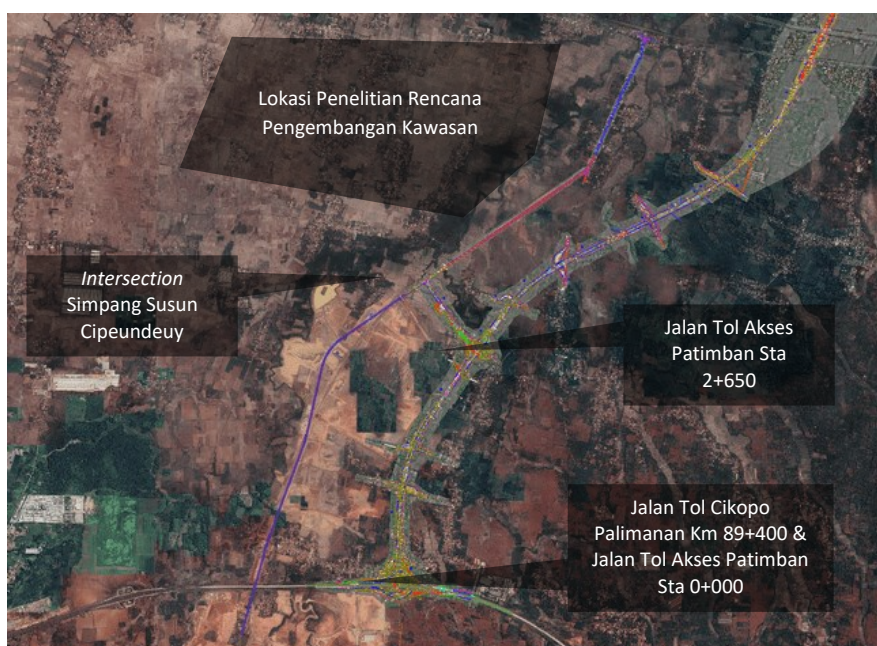 Lokasi Penelitian Rencana
Pengembangan Kawasan
Intersection
Simpang Susun
Cipeundeuy
Jalan Tol Akses
Patimban Sta
2+650
Jalan Tol Cikopo
Palimanan Km 89+400 &
Jalan Tol Akses Patimban
Sta 0+000